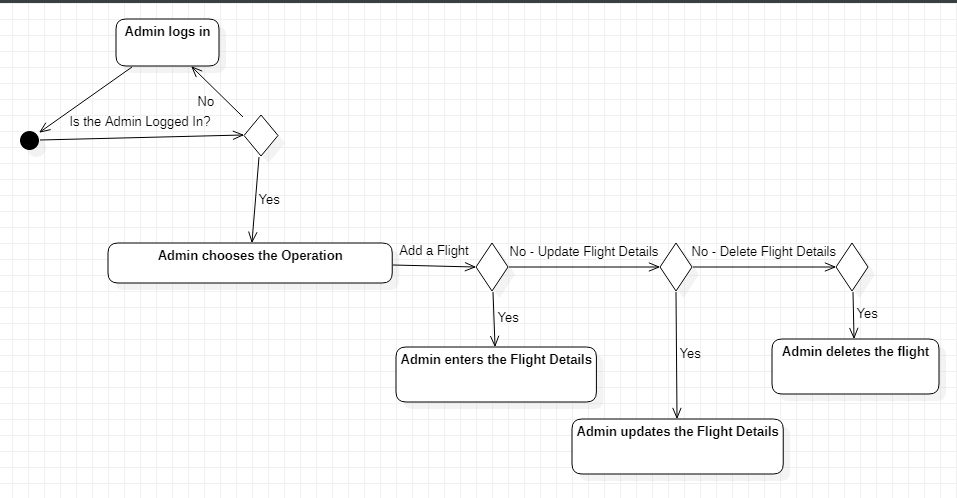 Admin logs in
No
Is the Admin Logged In?
Yes
Admin chooses the Operation
Add a Flight
No - Update Flight Details
No - Delete Flight Details
Yes
Yes
Yes
Admin enters the Flight Details
Admin deletes the flight
Admin updates the Flight Details